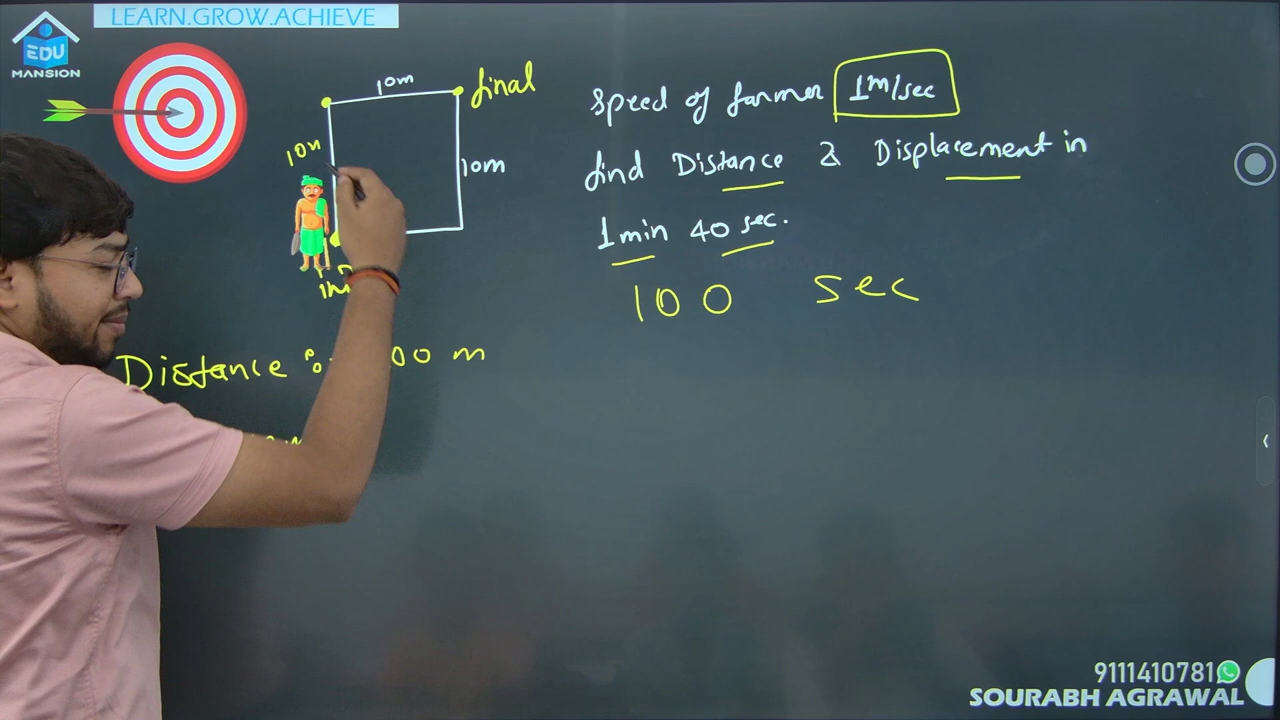 LEARN.GROW.ACHIEVE
EDU
MANSION
10m
final
10m
10m
Speed of farmer 1m/sec
find Distance & Displacement in
1min 40 sec.
100 sec
Distance 00 m
9111410781
SOURABH AGRAWAL